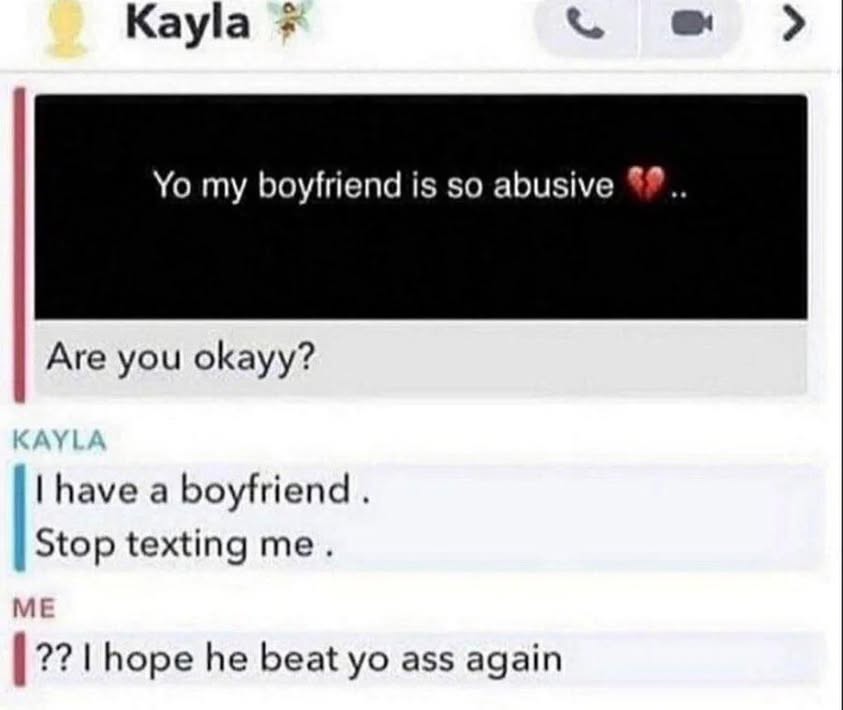 Kayla 🧚
Yo my boyfriend is so abusive 💔..
Are you okayy?
KAYLA
I have a boyfriend .
Stop texting me .
ME
?? I hope he beat yo ass again